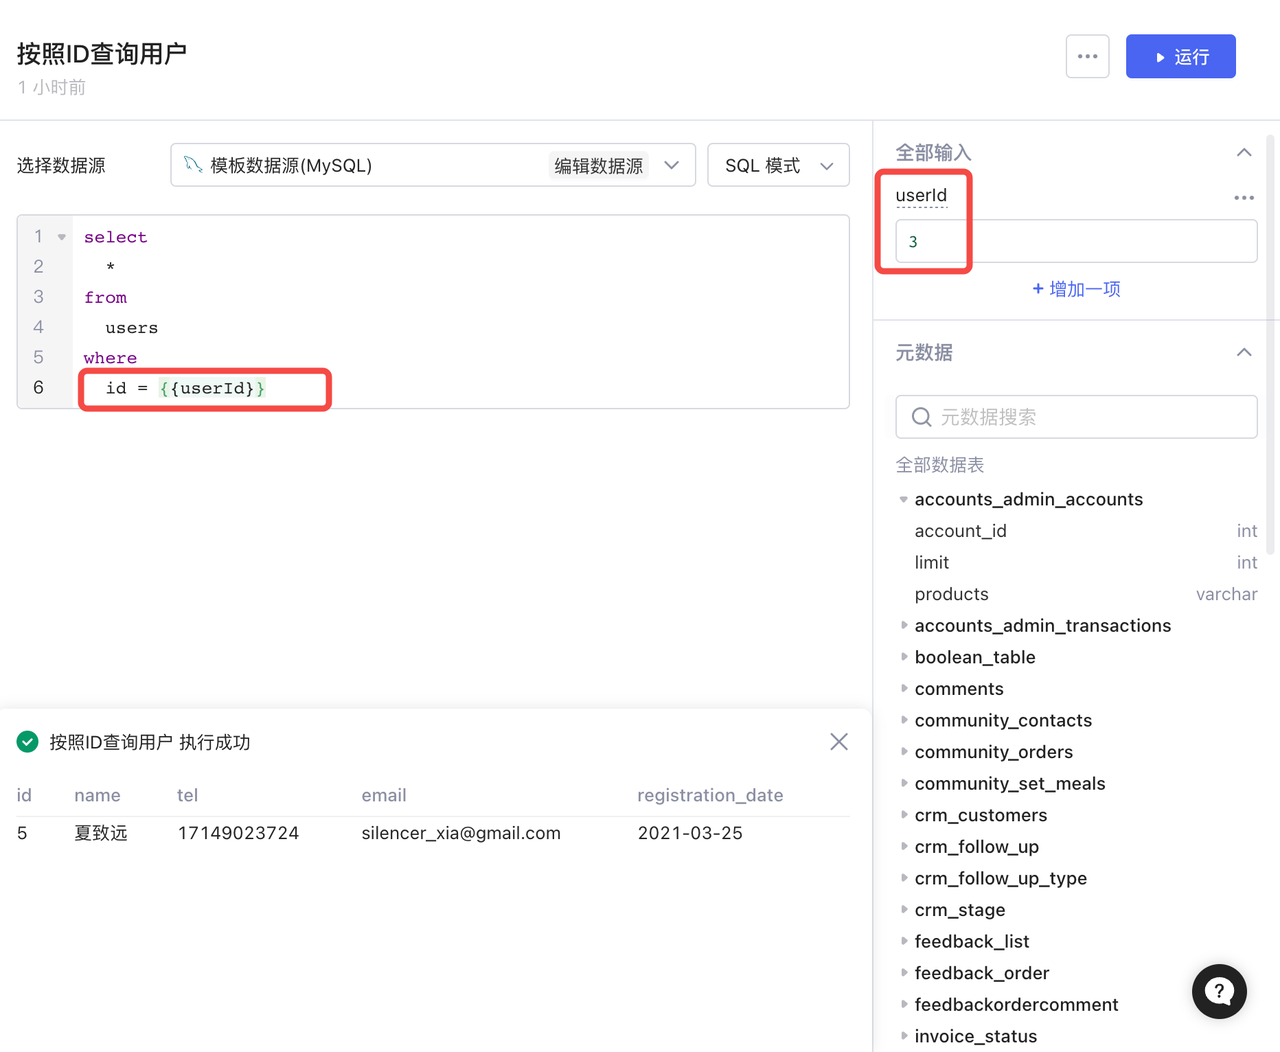 按照ID查询用户
1 小时前
运行
选择数据源
模板数据源(MySQL)
编辑数据源
SQL 模式
1 select
2 *
3 from
4 users
5 where
6 id = {{userId}}
全部输入
userId
3
+ 增加一项
元数据
元数据搜索
全部数据表
accounts_admin_accounts
account_id int
limit int
products varchar
accounts_admin_transactions
boolean_table
comments
community_contacts
community_orders
community_set_meals
crm_customers
crm_follow_up
crm_follow_up_type
crm_stage
feedback_list
feedback_order
feedbackordercomment
invoice_status
按照ID查询用户 执行成功
id name tel email registration_date
5 夏致远 17149023724 silencer_xia@gmail.com 2021-03-25